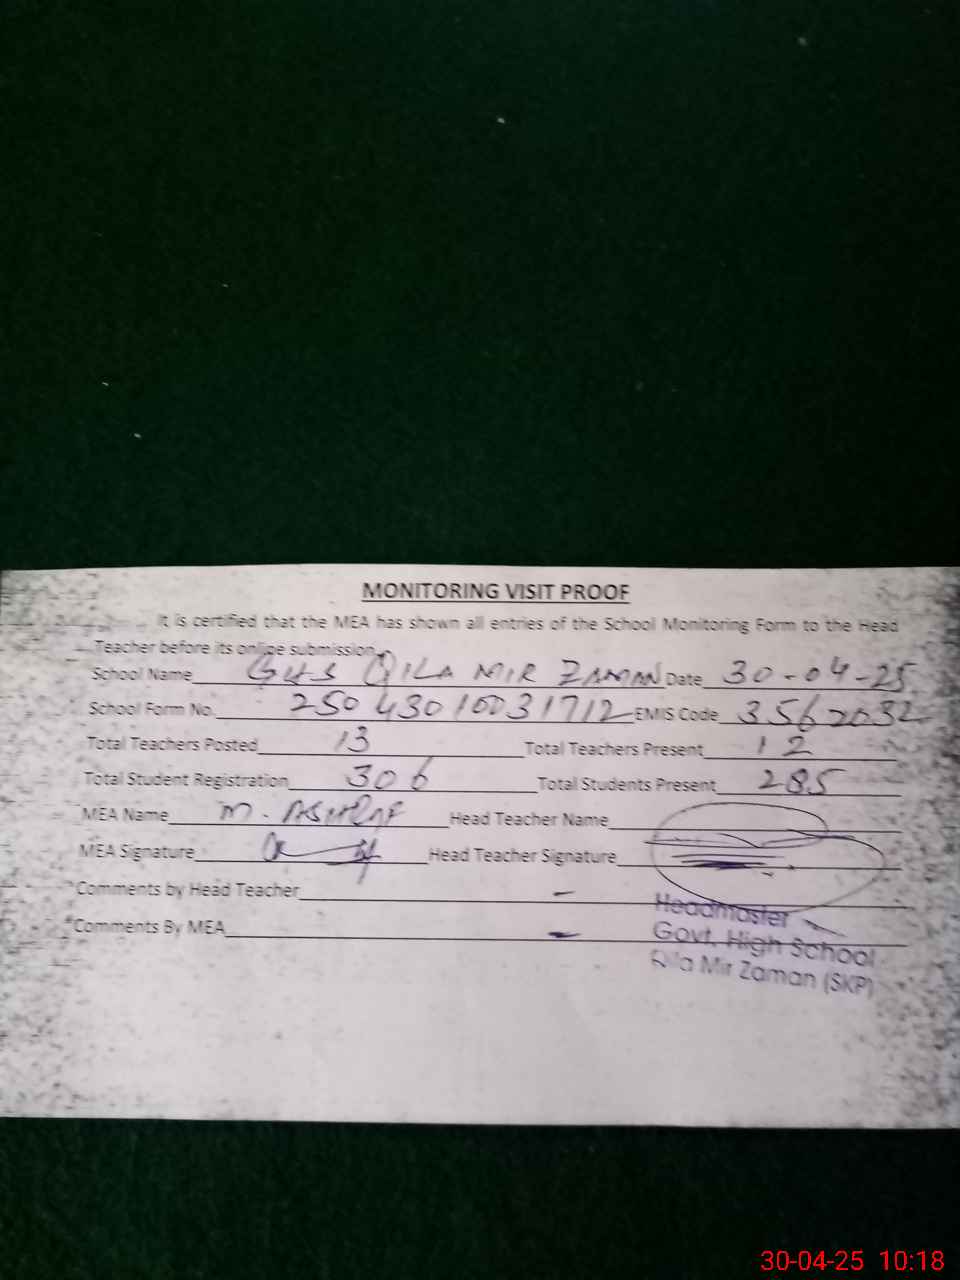 MONITORING VISIT PROOF
It is certified that the MEA has shown all entries of the School Monitoring Form to the Head
Teacher before its online submission.
School Name GHS QILA MIR ZAMAN Date 30-04-25
School Form No. 2504301003 1712 EMIS Code 3562032
Total Teachers Posted 13 Total Teachers Present 12
Total Student Registration 306 Total Students Present 285
MEA Name M. ASHRAF Head Teacher Name
MEA Signature Head Teacher Signature
*Comments by Head Teacher -
*Comments By MEA -
Headmaster
Govt. High School
Qila Mir Zaman (SKP)
30-04-25 10:18